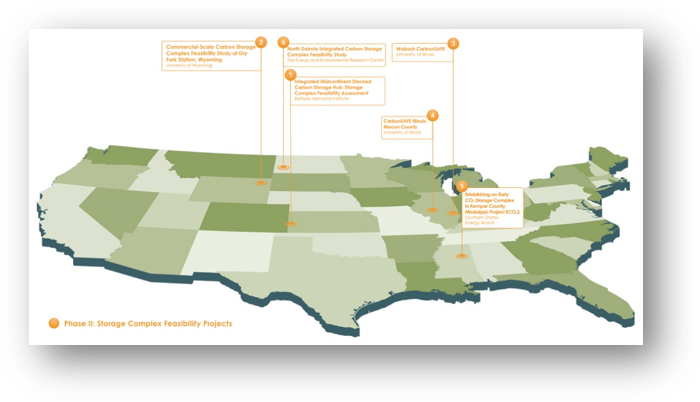 Commercial-Scale Carbon Storage
Complex Feasibility Study at Dry
Fork Station, Wyoming
University of Wyoming
2
6
North Dakota Integrated Carbon Storage
Complex Feasibility Study
The Energy and Environmental Research Center
Wabash CarbonSAFE
University of Illinois
3
1
Integrated Midcontinent Stacked
Carbon Storage Hub: Storage
Complex Feasibility Assessment
Battelle Memorial Institute
CarbonSAFE Illinois
Macon County
University of Illinois
Establishing an Early
CO2 Storage Complex
in Kemper County,
Mississippi: Project ECO2S
Southern States
Energy Board
Phase II: Storage Complex Feasibility Projects